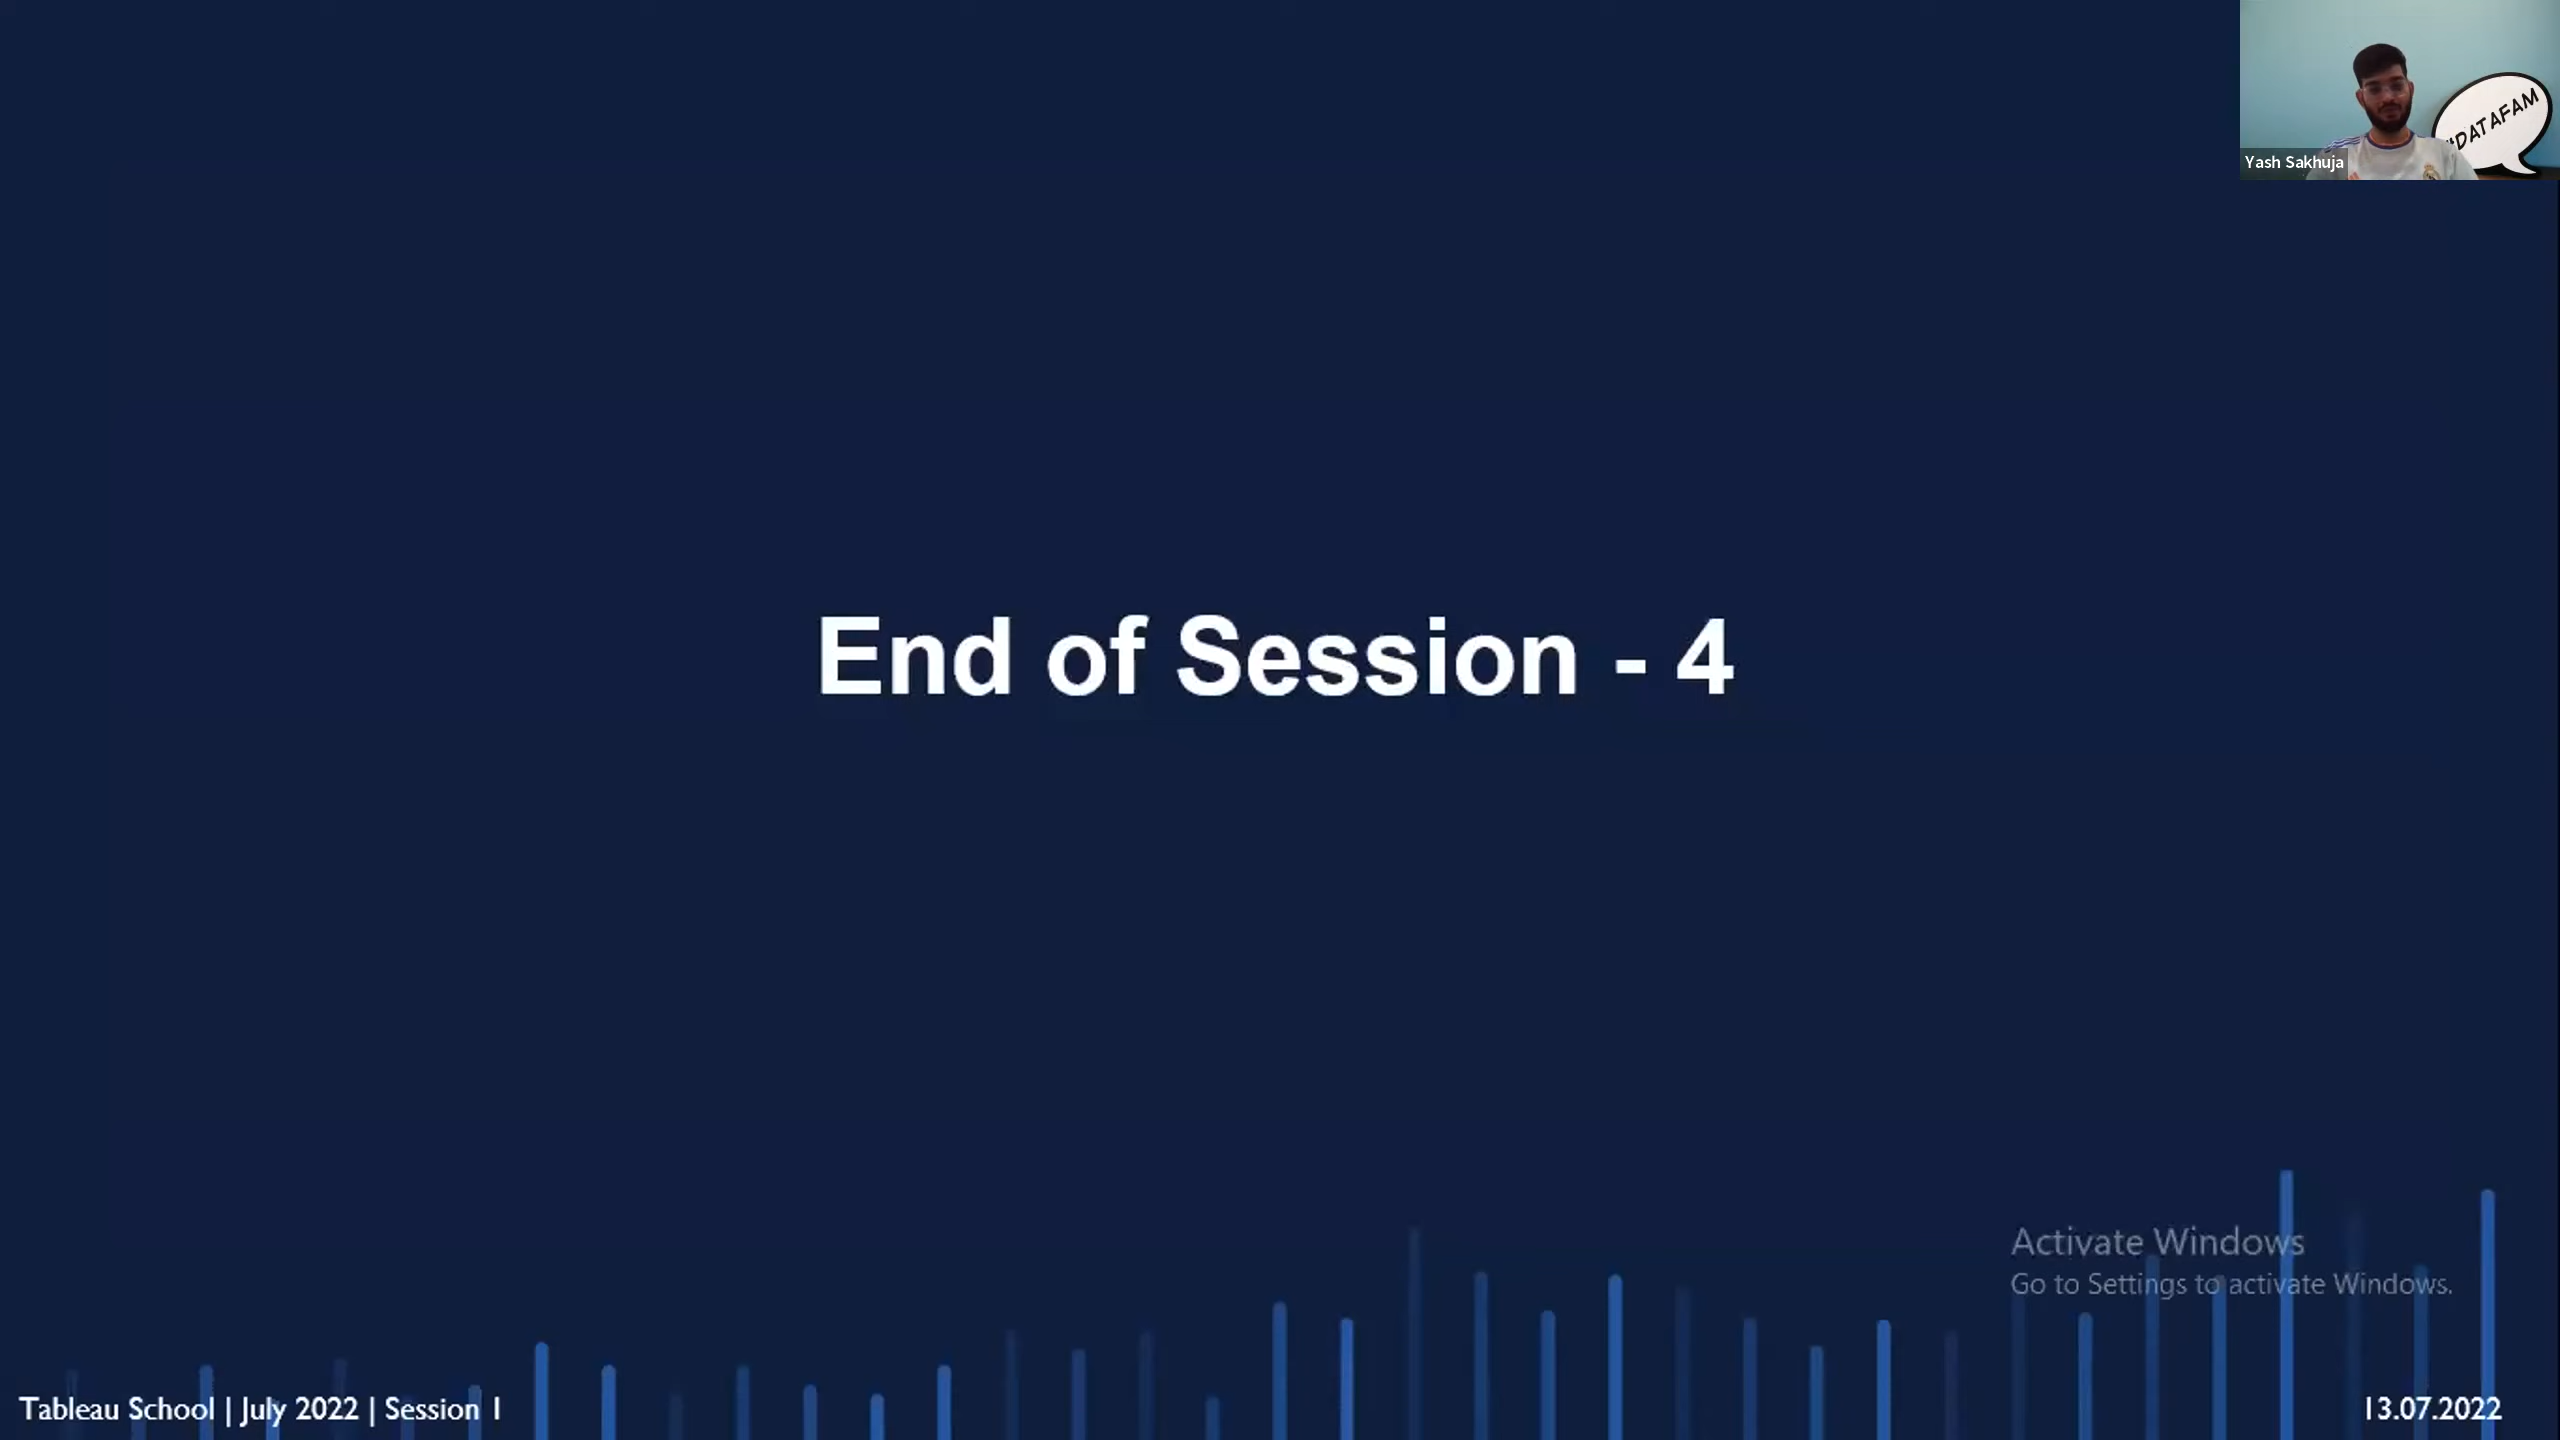 #DATAFAM
Yash Sakhuja
End of Session - 4
Activate Windows
Go to Settings to activate Windows.
Tableau School | July 2022 | Session 1
13.07.2022